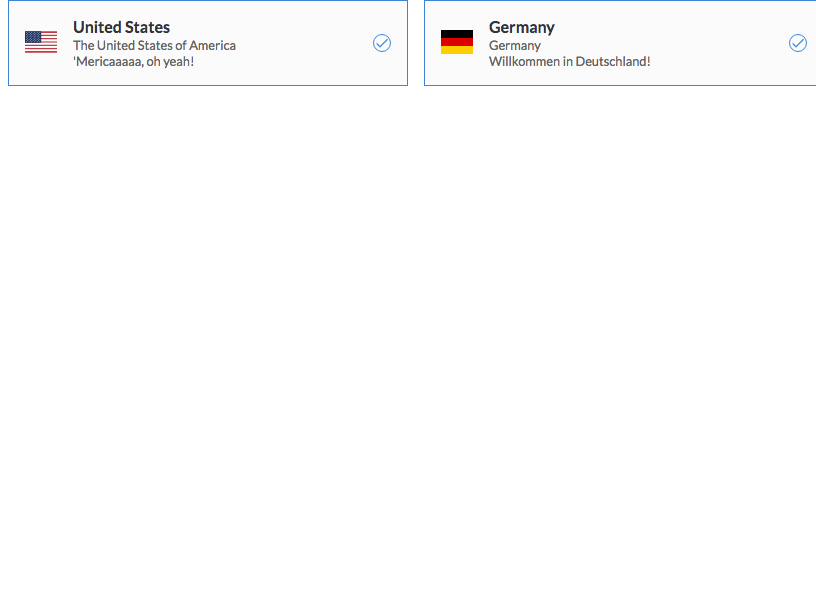 United States
The United States of America
'Mericaaaaa, oh yeah!
Germany
Germany
Willkommen in Deutschland!